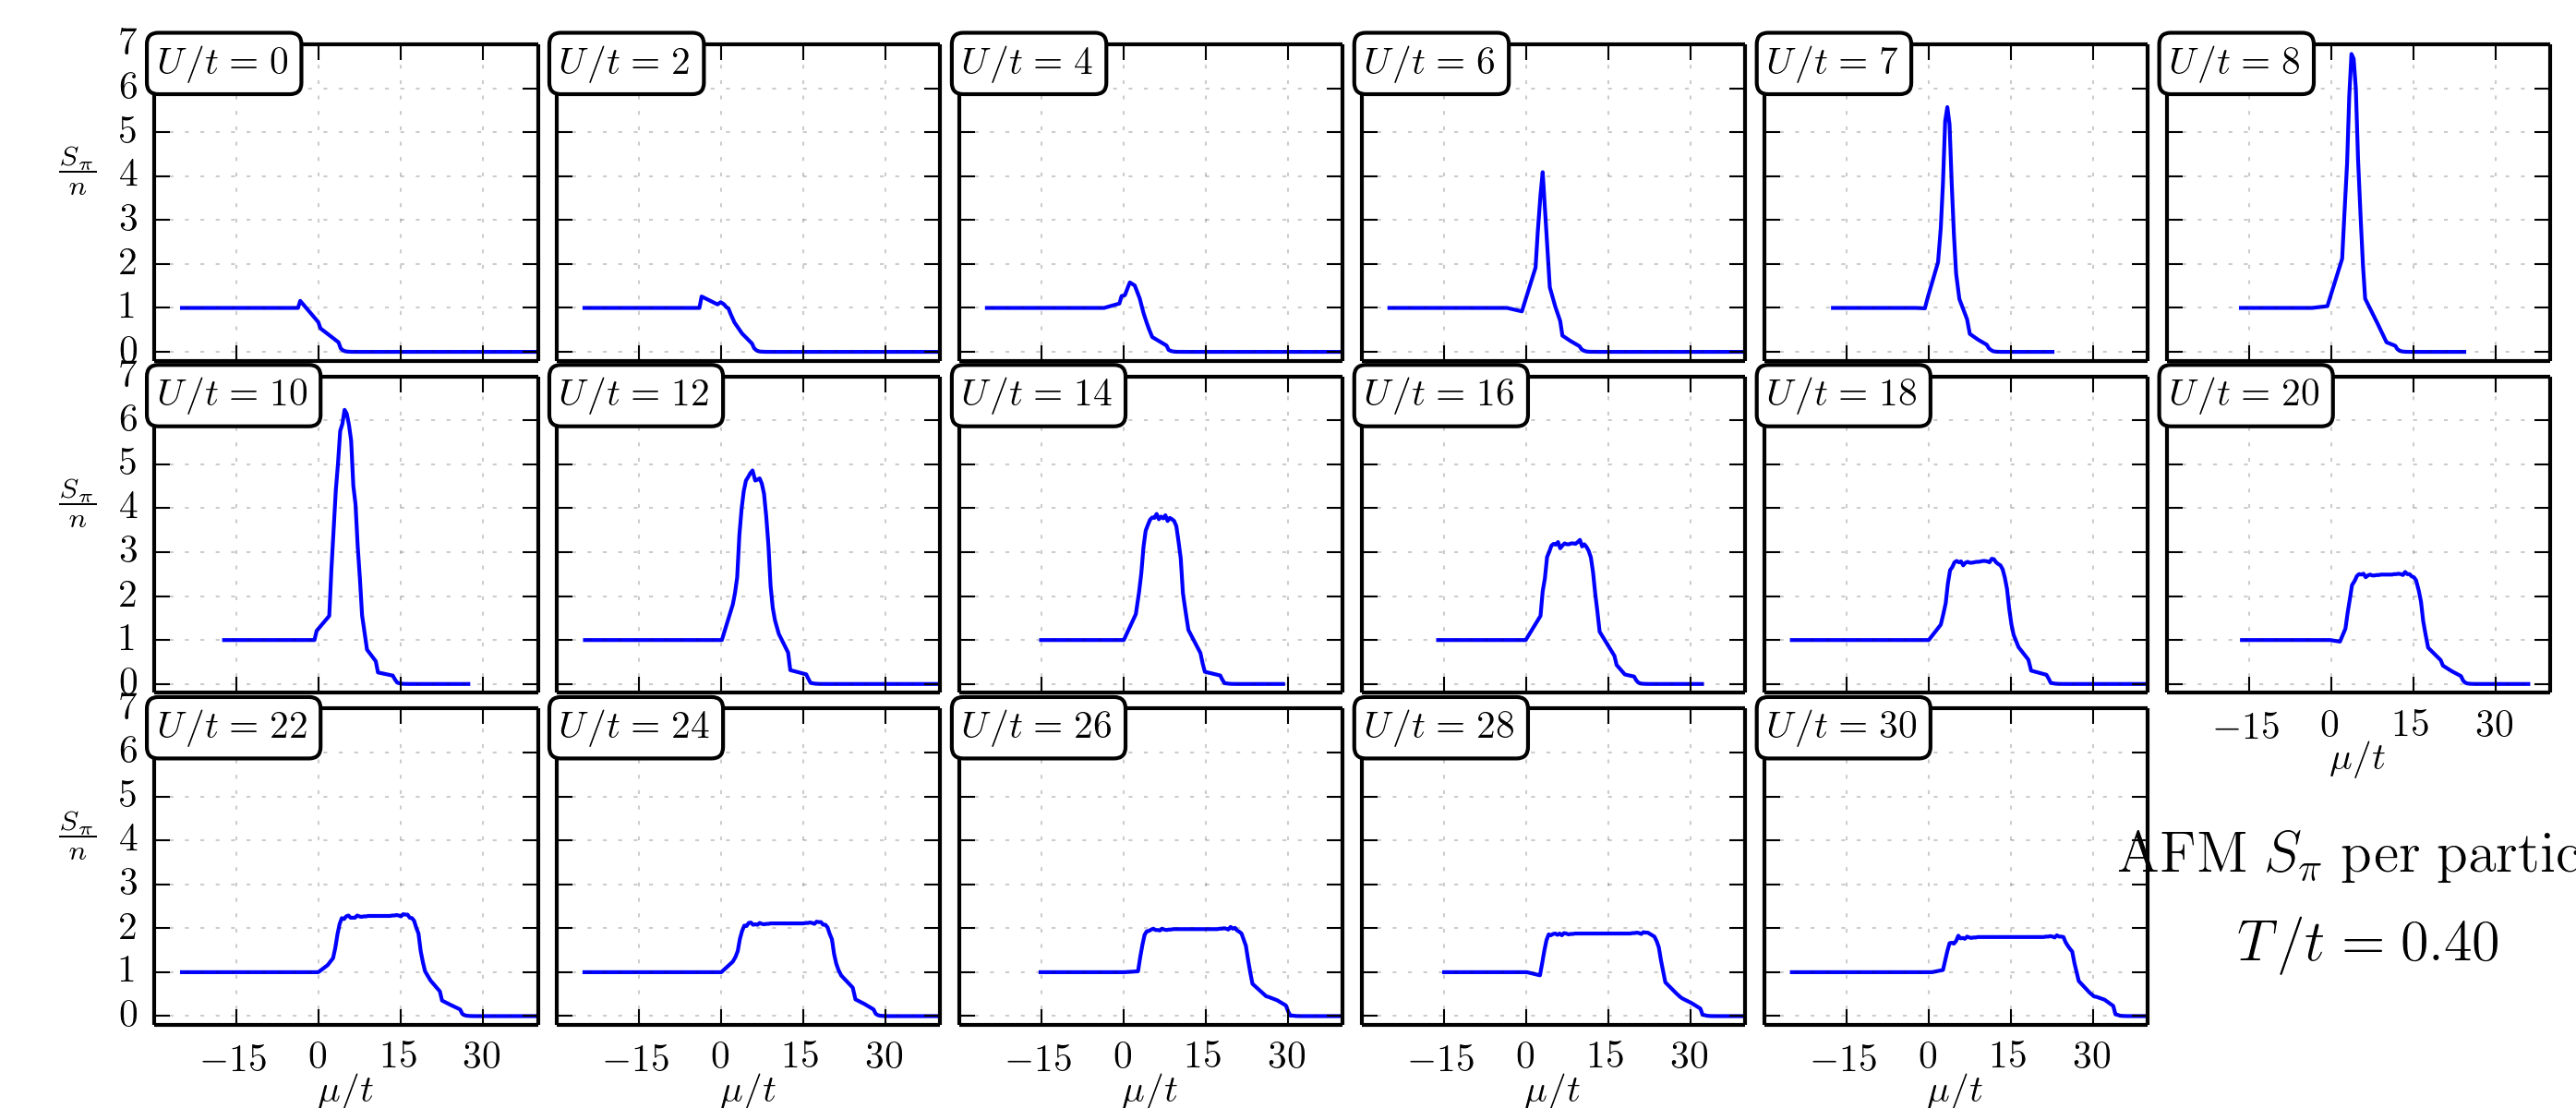 U/t = 0 U/t = 2 U/t = 4 U/t = 6 U/t = 7 U/t = 8
7
6
5
4
3
2
1
0
S_π/n
U/t = 10 U/t = 12 U/t = 14 U/t = 16 U/t = 18 U/t = 20
7
6
5
4
3
2
1
0
S_π/n
−15 0 15 30
μ/t
U/t = 22 U/t = 24 U/t = 26 U/t = 28 U/t = 30
7
6
5
4
3
2
1
0
S_π/n
AFM S_π per partic
T/t = 0.40
−15 0 15 30 −15 0 15 30 −15 0 15 30 −15 0 15 30 −15 0 15 30
μ/t μ/t μ/t μ/t μ/t